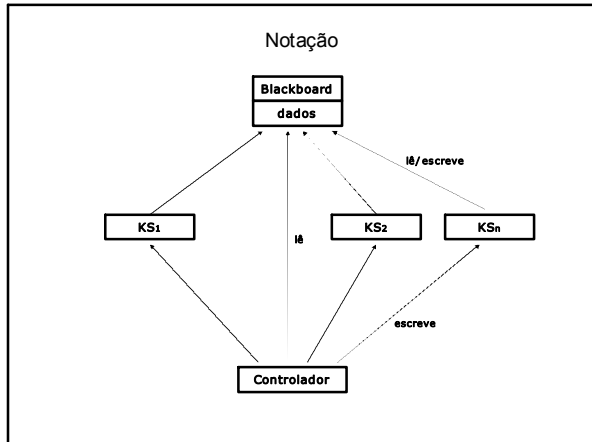 Notação
Blackboard
dados
lê/escreve
KS1
KS2
KSn
lê
escreve
Controlador